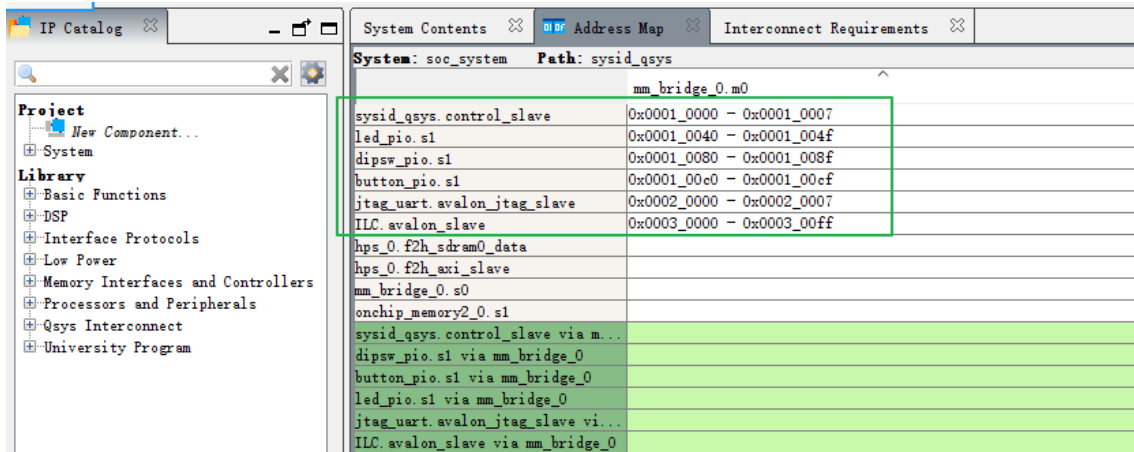 IP Catalog
System Contents
Address Map
Interconnect Requirements
System: soc_system Path: sysid_qsys
mm_bridge_0.m0
Project
New Component...
System
Library
Basic Functions
DSP
Interface Protocols
Low Power
Memory Interfaces and Controllers
Processors and Peripherals
Qsys Interconnect
University Program
sysid_qsys.control_slave 0x0001_0000 - 0x0001_0007
led_pio.s1 0x0001_0040 - 0x0001_004f
dipsw_pio.s1 0x0001_0080 - 0x0001_008f
button_pio.s1 0x0001_00c0 - 0x0001_00cf
jtag_uart.avalon_jtag_slave 0x0002_0000 - 0x0002_0007
ILC.avalon_slave 0x0003_0000 - 0x0003_00ff
hps_0.f2h_sdram0_data
hps_0.f2h_axi_slave
mm_bridge_0.s0
onchip_memory2_0.s1
sysid_qsys.control_slave via m...
dipsw_pio.s1 via mm_bridge_0
button_pio.s1 via mm_bridge_0
led_pio.s1 via mm_bridge_0
jtag_uart.avalon_jtag_slave vi...
ILC.avalon_slave via mm_bridge_0